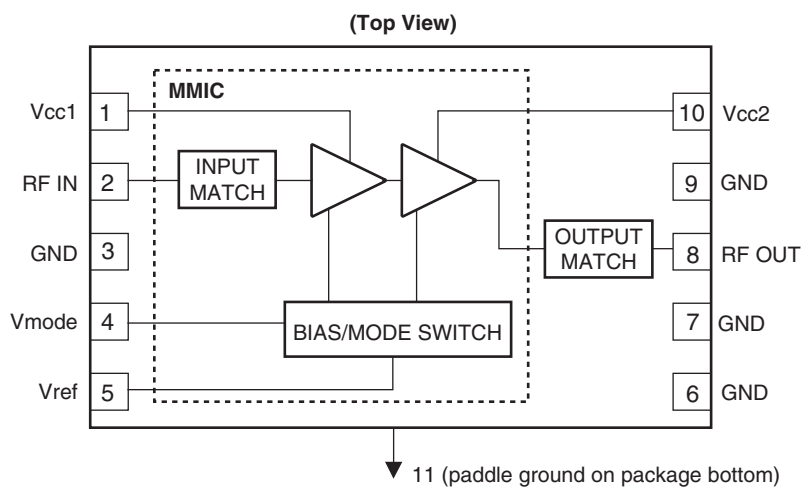 (Top View)
MMIC
Vcc1 1
10 Vcc2
RF IN 2
INPUT
MATCH
9 GND
GND 3
OUTPUT
MATCH
8 RF OUT
Vmode 4
BIAS/MODE SWITCH
7 GND
Vref 5
6 GND
11 (paddle ground on package bottom)